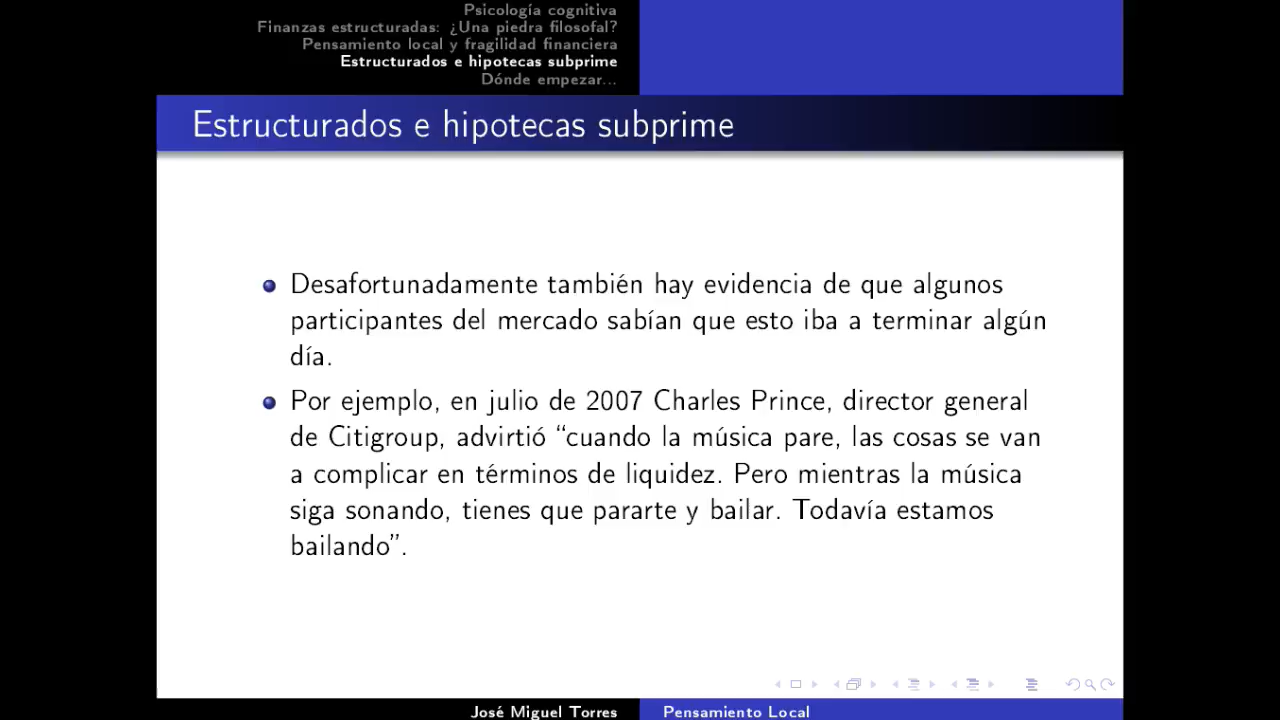 Psicología cognitiva
Finanzas estructuradas: ¿Una piedra filosofal?
Pensamiento local y fragilidad financiera
Estructurados e hipotecas subprime
Dónde empezar...
Estructurados e hipotecas subprime
Desafortunadamente también hay evidencia de que algunos
participantes del mercado sabían que esto iba a terminar algún
día.
Por ejemplo, en julio de 2007 Charles Prince, director general
de Citigroup, advirtió “cuando la música pare, las cosas se van
a complicar en términos de liquidez. Pero mientras la música
siga sonando, tienes que pararte y bailar. Todavía estamos
bailando”.
José Miguel Torres
Pensamiento Local